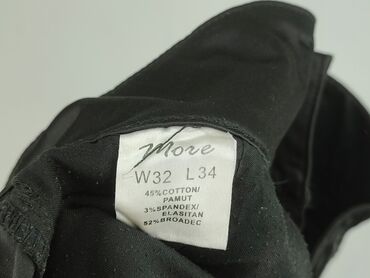 More
W32 L34
45%COTTON/
PAMUT
3%SPANDEX/
ELASITAN
52%BROADEC